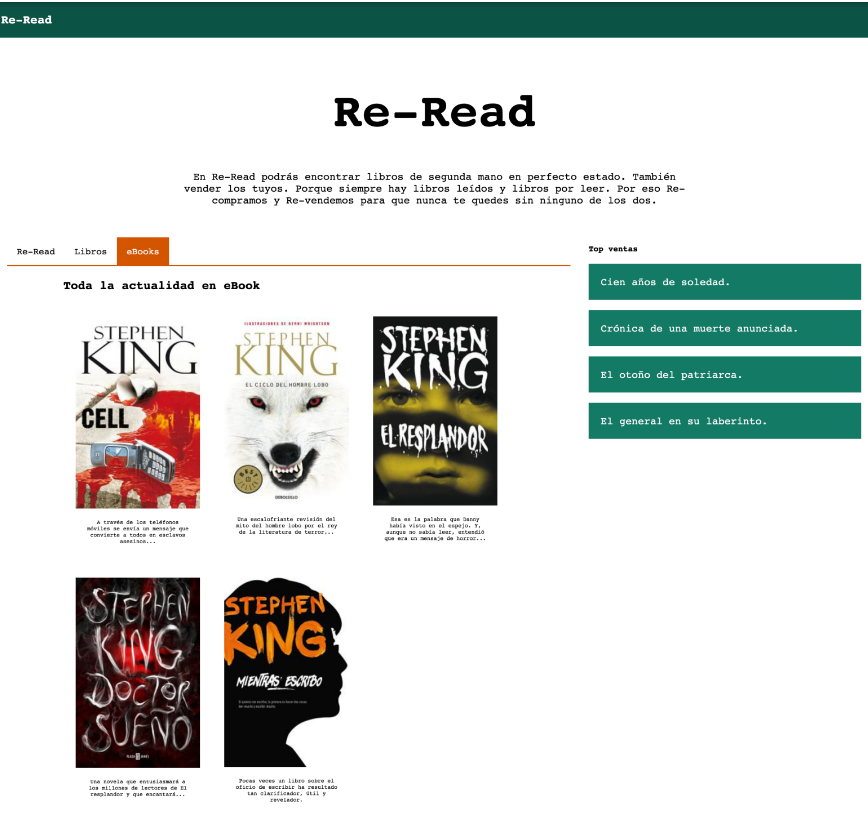 Re-Read
Re-Read
En Re-Read podrás encontrar libros de segunda mano en perfecto estado. También
vender los tuyos. Porque siempre hay libros leídos y libros por leer. Por eso Re-
compramos y Re-vendemos para que nunca te quedes sin ninguno de los dos.
Re-Read
Libros
eBooks
Toda la actualidad en eBook
STEPHEN
KING
CELL
A través de los teléfonos
móviles se envía un mensaje que
convierte a todos en esclavos
asesinos...
ILUSTRACIONES DE BERNI WRIGHTSON
STEPHEN
KING
EL CICLO DEL HOMBRE LOBO
BEST
DEBOLS!LLO
Una escalofriante revisión del
mito del hombre lobo por el rey
de la literatura de terror...
STEPHEN
KING
EL RESPLANDOR
Esa es la palabra que Danny
había visto en el espejo. Y,
aunque no sabía leer, entendió
que era un mensaje de horror...
STEPHEN
KING
DOCTOR
SUEÑO
Una novela que entusiasmará a
los millones de lectores de El
resplandor y que encantará...
STEPHEN
KING
MIENTRAS ESCRIBO
Pocas veces un libro sobre el
oficio de escribir ha resultado
tan clarificador, útil y
revelador.
Top ventas
Cien años de soledad.
Crónica de una muerte anunciada.
El otoño del patriarca.
El general en su laberinto.